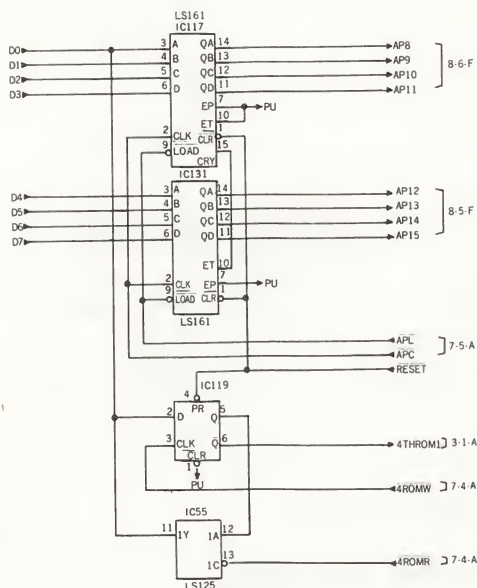 LS161
IC117
D0 3 A QA 14 AP8
D1 4 B QB 13 AP9
D2 5 C QC 12 AP10
D3 6 D QD 11 AP11
8·6·F
EP 7
ET 10 PU
2 CLK CLR 1
9 LOAD CRY 15
IC131
D4 3 A QA 14 AP12
D5 4 B QB 13 AP13
D6 5 C QC 12 AP14
D7 6 D QD 11 AP15
8·5·F
ET 10
2 CLK EP 7 PU
9 LOAD CLR 1
LS161
APL
APC
7·5·A
RESET
IC119
4 PR
2 D Q 5
3 CLK Q 6 4THROM1 3·1·A
CLR
1
PU
4ROMW 7·4·A
IC55
11 1Y 1A 12
1C 13 4ROMR 7·4·A
LS125